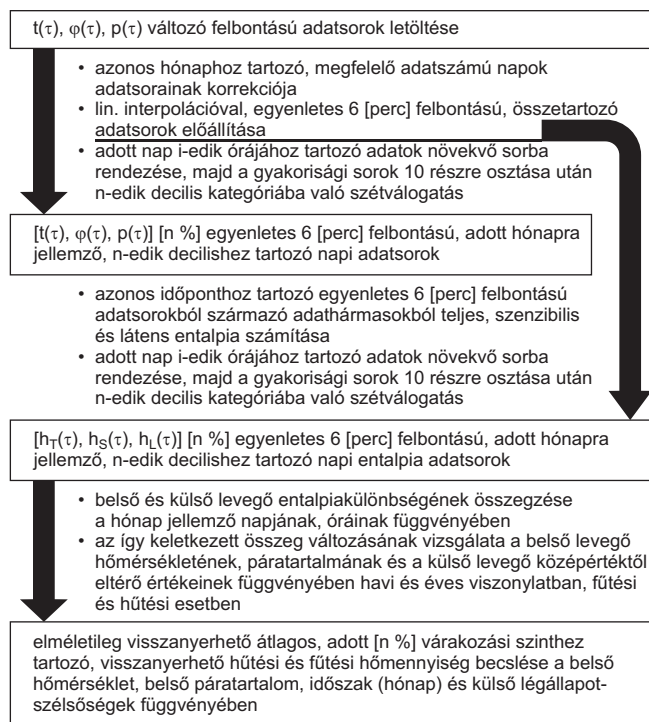 t(τ), φ(τ), p(τ) változó felbontású adatsorok letöltése
• azonos hónaphoz tartozó, megfelelő adatszámú napok
adatsorainak korrekciója
• lin. interpolációval, egyenletes 6 [perc] felbontású, összetartozó
adatsorok előállítása
• adott nap i-edik órájához tartozó adatok növekvő sorba
rendezése, majd a gyakorisági sorok 10 részre osztása után
n-edik decilis kategóriába való szétválogatás
[t(τ), φ(τ), p(τ)] [n %] egyenletes 6 [perc] felbontású, adott hónapra
jellemző, n-edik decilishez tartozó napi adatsorok
• azonos időponthoz tartozó egyenletes 6 [perc] felbontású
adatsorokból származó adathármasokból teljes, szenzibilis
és látens entalpia számítása
• adott nap i-edik órájához tartozó adatok növekvő sorba
rendezése, majd a gyakorisági sorok 10 részre osztása után
n-edik decilis kategóriába való szétválogatás
[h_T(τ), h_S(τ), h_L(τ)] [n %] egyenletes 6 [perc] felbontású, adott hónapra
jellemző, n-edik decilishez tartozó napi entalpia adatsorok
• belső és külső levegő entalpiakülönbségének összegzése
a hónap jellemző napjának, óráinak függvényében
• az így keletkezett összeg változásának vizsgálata a belső levegő
hőmérsékletének, páratartalmának és a külső levegő középértéktől
eltérő értékeinek függvényében havi és éves viszonylatban, fűtési
és hűtési esetben
elméletileg visszanyerhető átlagos, adott [n %] várakozási szinthez
tartozó, visszanyerhető hűtési és fűtési hőmennyiség becslése a belső
hőmérséklet, belső páratartalom, időszak (hónap) és külső légállapot-
szélsőségek függvényében